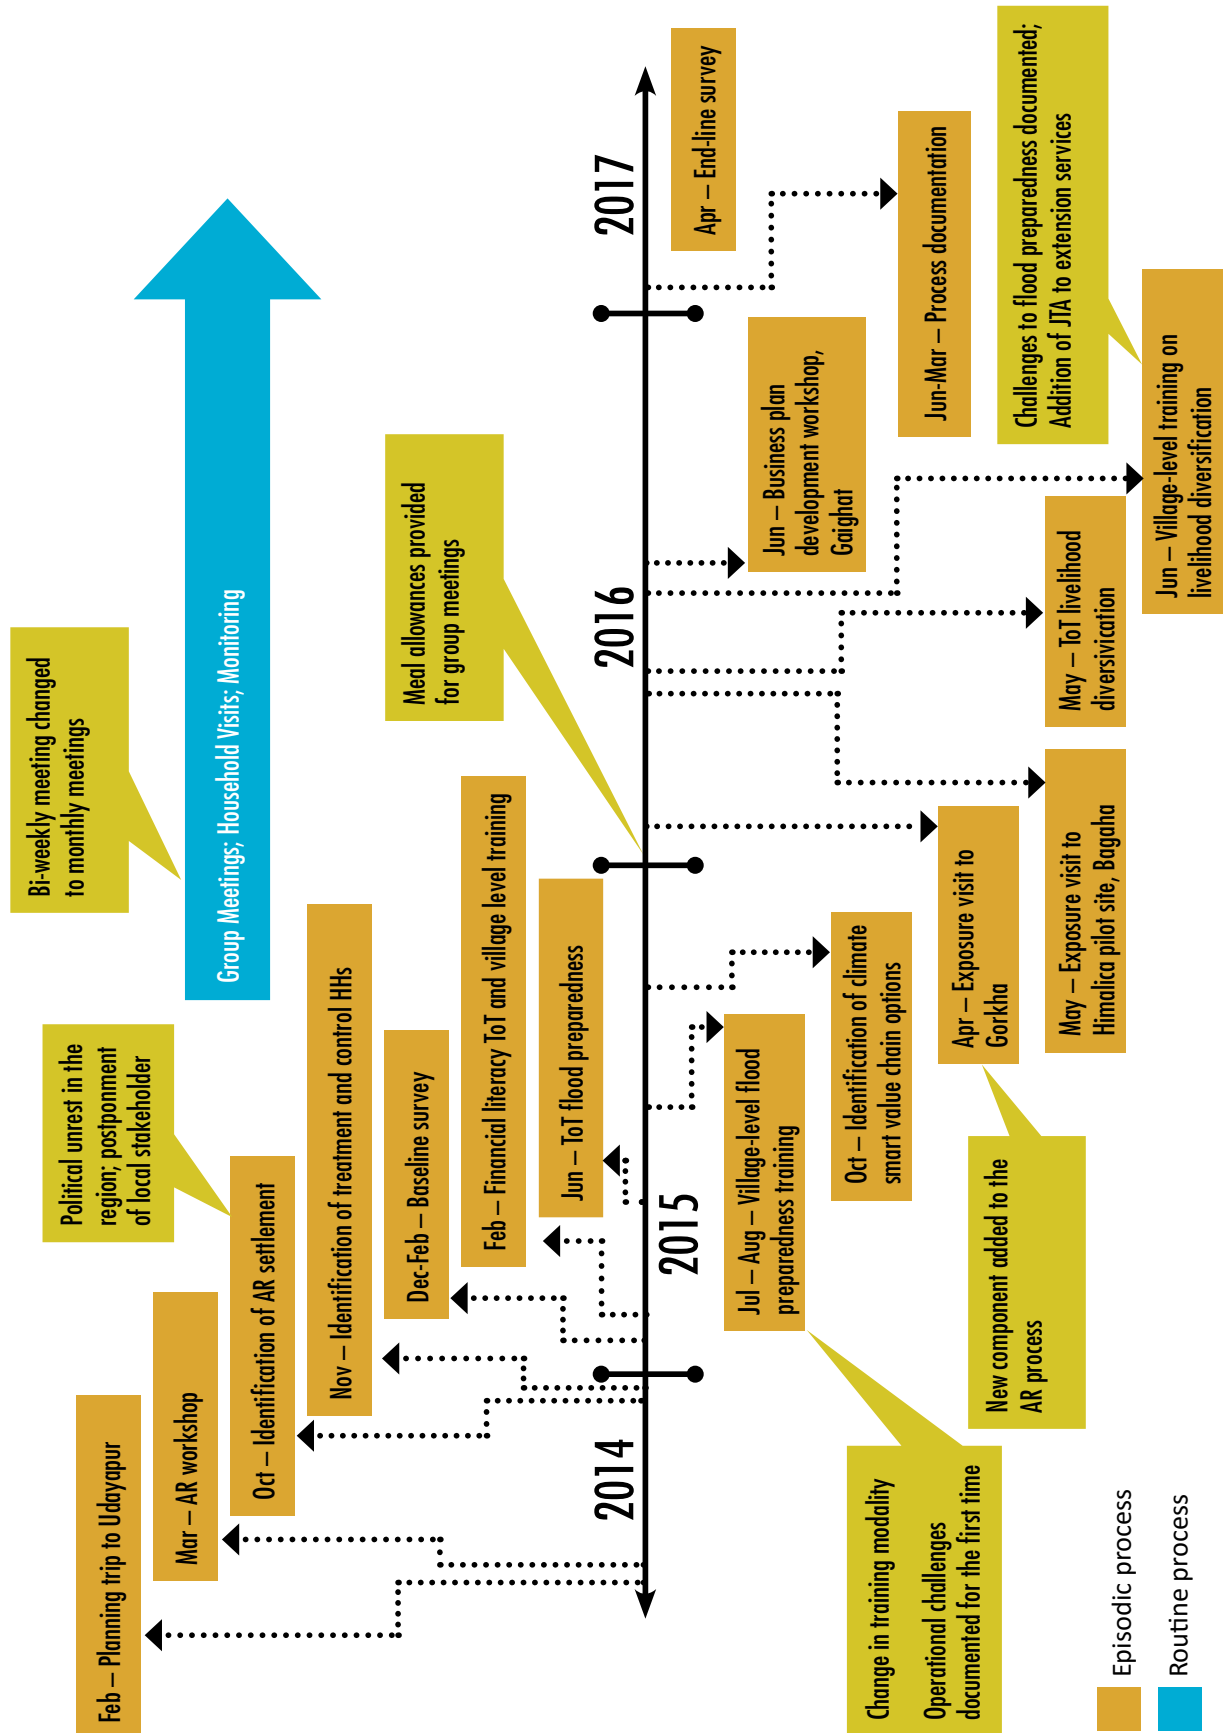 Bi-weekly meeting changed
to monthly meetings
Group Meetings; Household Visits; Monitoring
Political unrest in the
region; postponment
of local stakeholder
Feb – Planning trip to Udayapur
Mar – AR workshop
Oct – Identification of AR settlement
Nov – Identification of treatment and control HHs
Dec-Feb – Baseline survey
Feb – Financial literacy ToT and village level training
Jun – ToT flood preparedness
Meal allowances provided
for group meetings
2014
2015
2016
2017
Apr – End-line survey
Jul – Aug – Village-level flood
preparedness training
Oct – Identification of climate
smart value chain options
Apr – Exposure visit to
Gorkha
May – Exposure visit to
Himalica pilot site, Bagaha
May – ToT livelihood
diversivication
Jun – Business plan
development workshop,
Gaighat
Jun – Village-level training on
livelihood diversification
Jun-Mar – Process documentation
Challenges to flood preparedness documented;
Addition of JTA to extension services
Change in training modality
Operational challenges
documented for the first time
New component added to the
AR process
Episodic process
Routine process